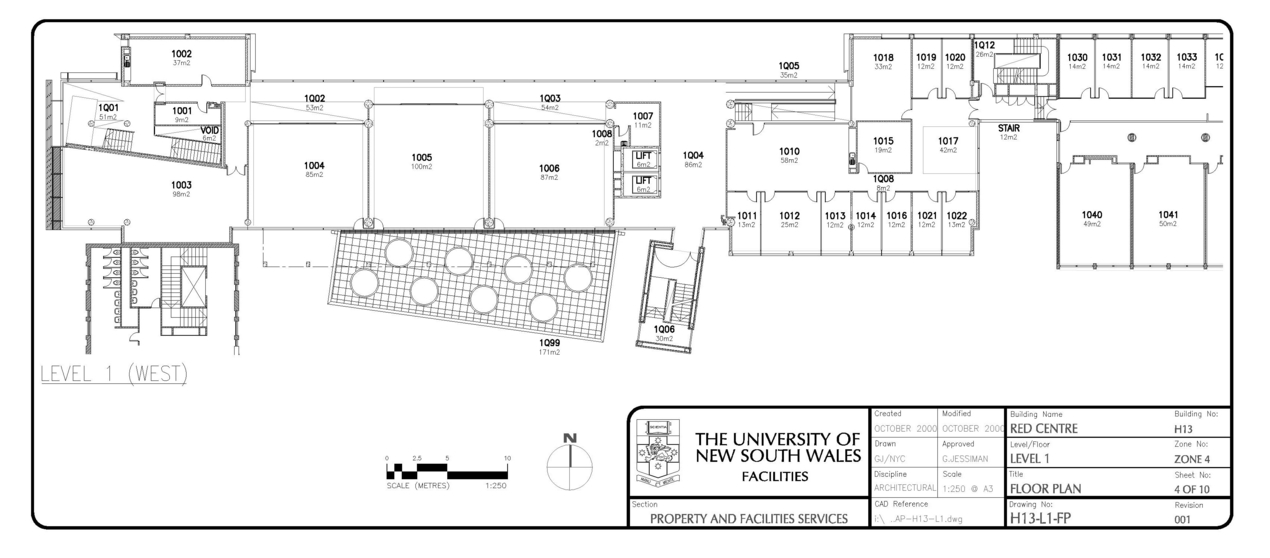 1002
37m2
1Q01
51m2
1001
9m2
VOID
6m2
1003
98m2
1Q02
53m2
1004
85m2
1005
100m2
1Q03
54m2
1006
87m2
1008
2m2
1007
11m2
LIFT
6m2
LIFT
6m2
1Q04
86m2
1Q05
35m2
1010
58m2
1011
13m2
1012
25m2
1013
12m2
1014
12m2
1016
12m2
1021
12m2
1022
13m2
1015
19m2
1017
42m2
1Q08
8m2
1018
33m2
1019
12m2
1020
12m2
1Q12
26m2
STAIR
12m2
1030
14m2
1031
14m2
1032
14m2
1033
14m2
10
12
1040
49m2
1041
50m2
1Q06
30m2
1Q99
171m2
LEVEL 1 (WEST)
0 2.5 5 10
SCALE (METRES) 1:250
N
THE UNIVERSITY OF
NEW SOUTH WALES
FACILITIES
Section
PROPERTY AND FACILITIES SERVICES
Created
OCTOBER 2000
Modified
OCTOBER 2000
Drawn
GJ/NYC
Approved
G.JESSIMAN
Discipline
ARCHITECTURAL
Scale
1:250 @ A3
CAD Reference
I:\ ..AP-H13-L1.dwg
Building Name
RED CENTRE
Building No:
H13
Level/Floor
LEVEL 1
Zone No:
ZONE 4
Title
FLOOR PLAN
Sheet No:
4 OF 10
Drawing No:
H13-L1-FP
Revision
001